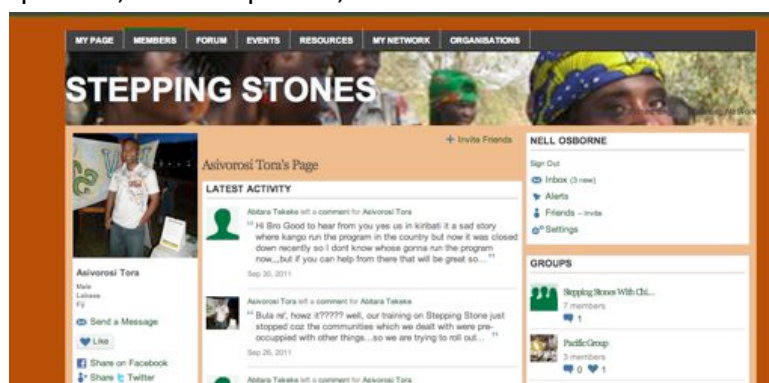 MY PAGE MEMBERS FORUM EVENTS RESOURCES MY NETWORK ORGANISATIONS
STEPPING STONES
+ Invite Friends
Asivorosi Tora's Page
LATEST ACTIVITY
Abitara Takeke left a comment for Asivorosi Tora
" Hi Bro Good to hear from you yes us in kiribati it a sad story
where kango run the program in the country but now it was closed
down recently so I dont know whose gonna run the program
now,,,but if you can help from there that will be great so... "
Sep 20, 2011
Asivorosi Tora left a comment for Abitara Takeke
" Bula re', howz it????? well, our training on Stepping Stone just
stopped coz the communities which we dealt with were pre-
occuppied with other things...so we are trying to roll out... "
Sep 20, 2011
Abitara Takeke left a comment for Asivorosi Tora
Asivorosi Tora
Male
Labasa
Fiji
Send a Message
Like
Share on Facebook
Share Twitter
NELL OSBORNE
Sign Out
Inbox (3 new)
Alerts
Friends – Invite
Settings
GROUPS
Stepping Stones With Chi...
7 members
1
Pacific Group
3 members
0 1